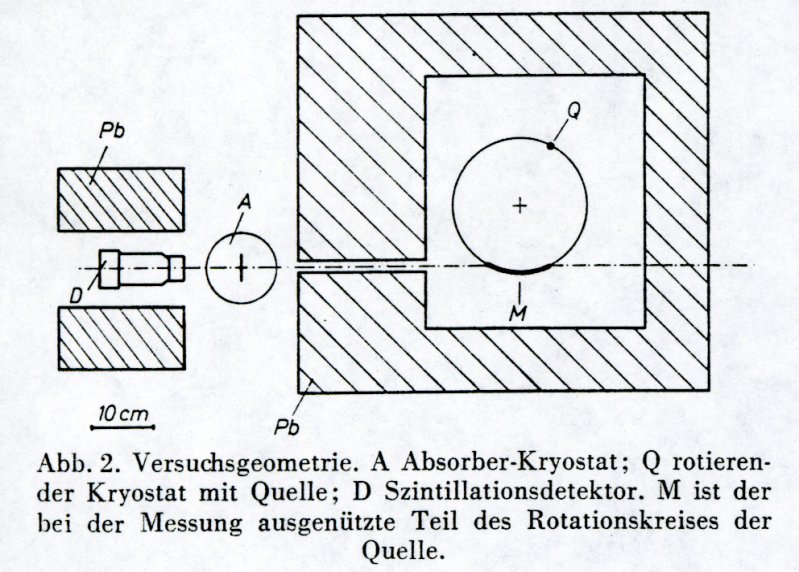 Pb
Q
A
D
M
10 cm
Pb
Abb. 2. Versuchsgeometrie. A Absorber-Kryostat; Q rotieren-
der Kryostat mit Quelle; D Szintillationsdetektor. M ist der
bei der Messung ausgenützte Teil des Rotationskreises der
Quelle.